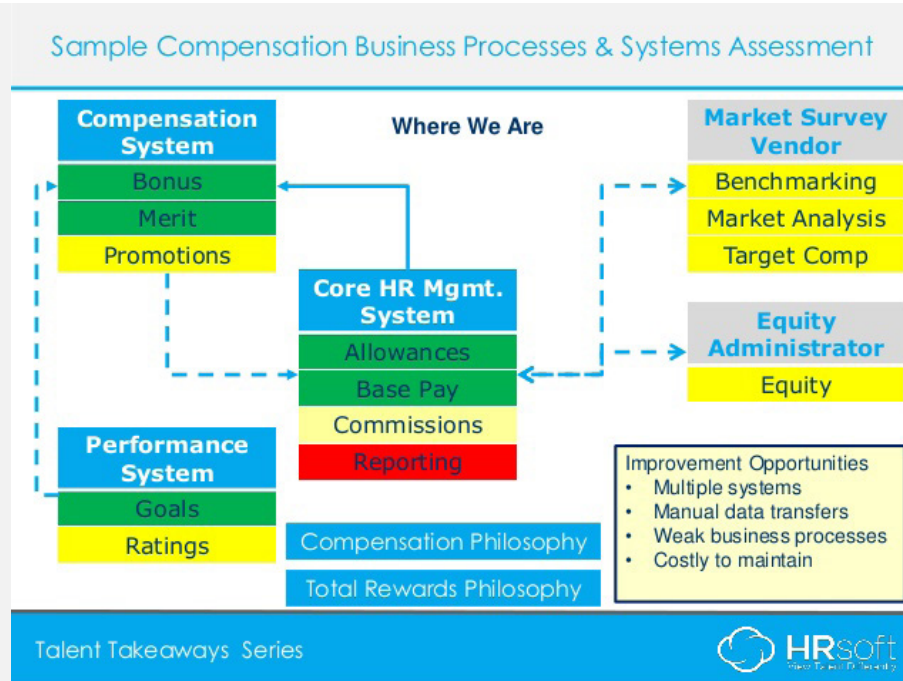 Sample Compensation Business Processes & Systems Assessment
Compensation
System
Bonus
Merit
Promotions
Where We Are
Market Survey
Vendor
Benchmarking
Market Analysis
Target Comp
Core HR Mgmt.
System
Allowances
Base Pay
Commissions
Reporting
Equity
Administrator
Equity
Performance
System
Goals
Ratings
Compensation Philosophy
Total Rewards Philosophy
Improvement Opportunities
• Multiple systems
• Manual data transfers
• Weak business processes
• Costly to maintain
Talent Takeaways Series
HRsoft
View Talent Differently